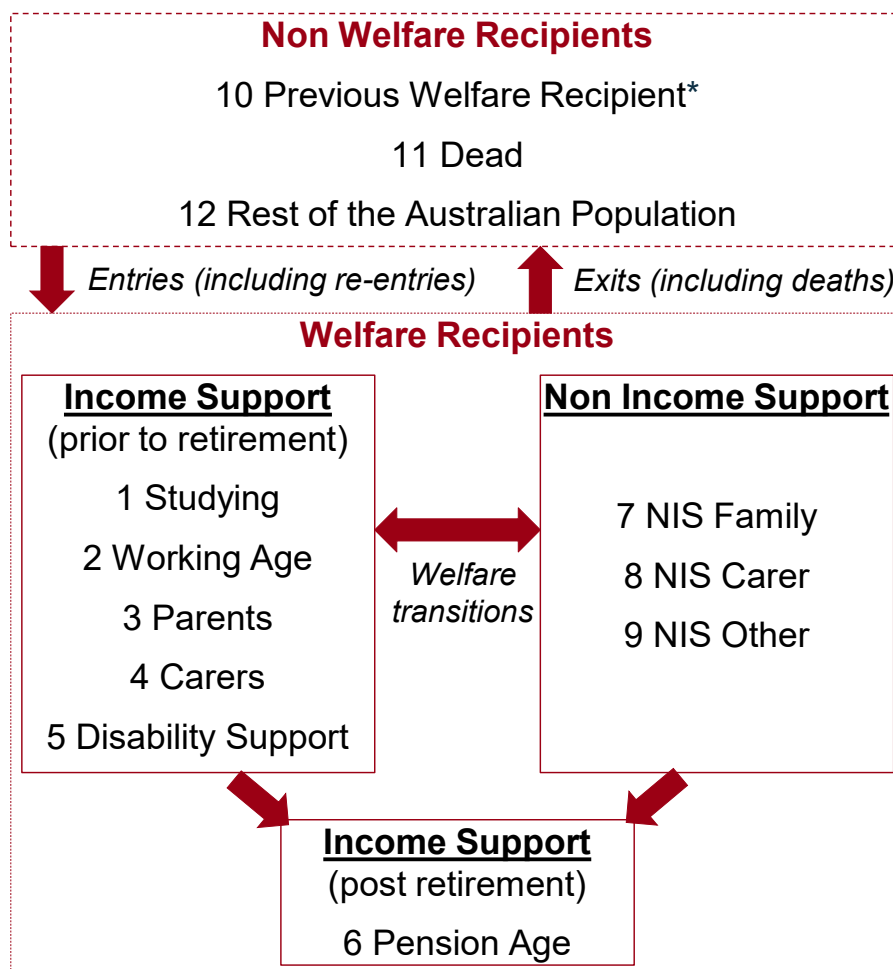 Non Welfare Recipients
10 Previous Welfare Recipient*
11 Dead
12 Rest of the Australian Population
Entries (including re-entries)
Exits (including deaths)
Welfare Recipients
Income Support
(prior to retirement)
1 Studying
2 Working Age
3 Parents
4 Carers
5 Disability Support
Welfare
transitions
Non Income Support
7 NIS Family
8 NIS Carer
9 NIS Other
Income Support
(post retirement)
6 Pension Age